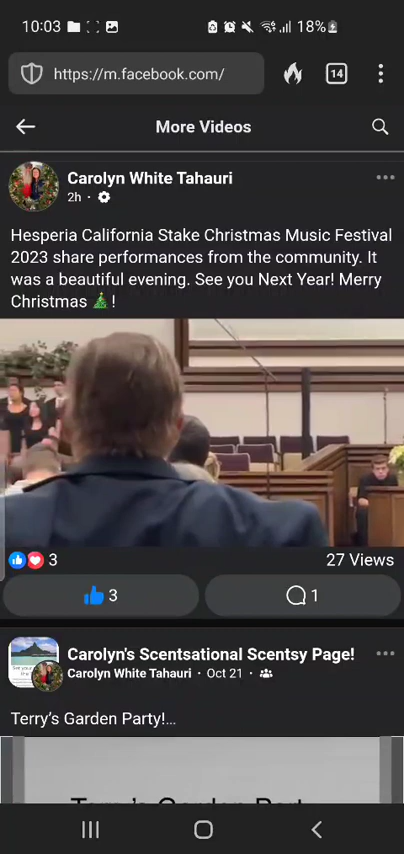 10:03 18%
https://m.facebook.com/ 14
More Videos
Carolyn White Tahauri
2h ·
Hesperia California Stake Christmas Music Festival
2023 share performances from the community. It
was a beautiful evening. See you Next Year! Merry
Christmas 🎄!
3 27 Views
3 1
Carolyn's Scentsational Scentsy Page!
Carolyn White Tahauri · Oct 21 ·
Terry's Garden Party!...